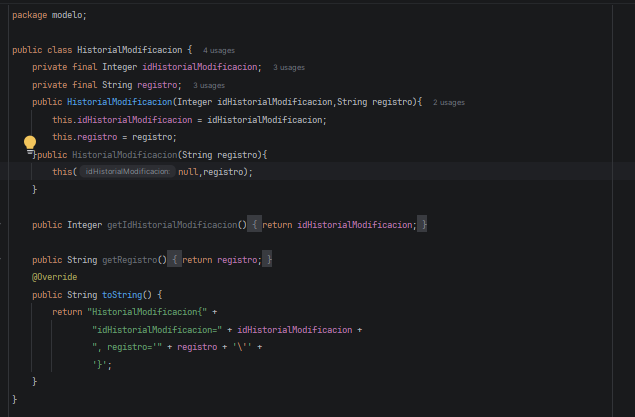 package modelo;
public class HistorialModificacion { 4 usages
private final Integer idHistorialModificacion; 3 usages
private final String registro; 3 usages
public HistorialModificacion(Integer idHistorialModificacion,String registro){ 2 usages
this.idHistorialModificacion = idHistorialModificacion;
this.registro = registro;
}public HistorialModificacion(String registro){
this( idHistorialModificacion: null,registro);
}
public Integer getIdHistorialModificacion() { return idHistorialModificacion; }
public String getRegistro() { return registro; }
@Override
public String toString() {
return "HistorialModificacion{" +
"idHistorialModificacion=" + idHistorialModificacion +
", registro='" + registro + '\'' +
'}';
}
}